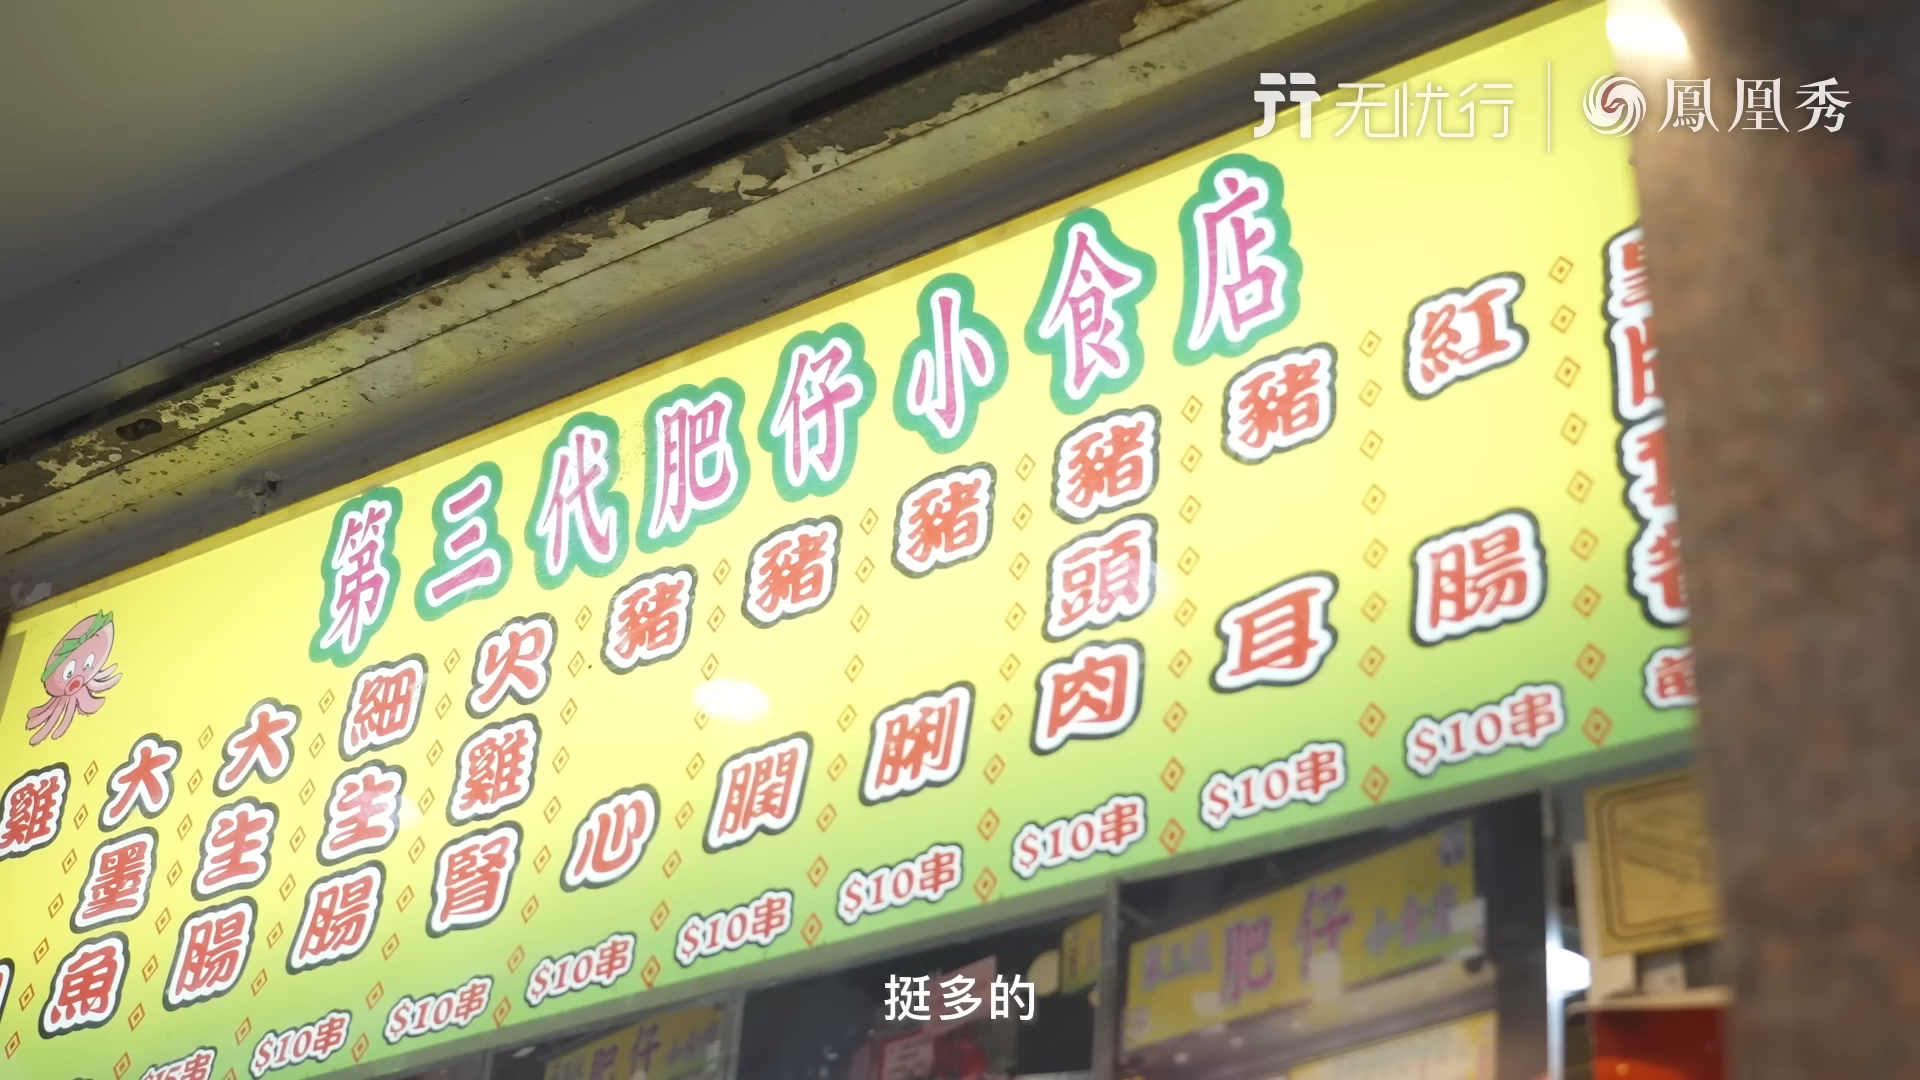 无忧行 鳳凰秀
第三代肥仔小食店
雞
大墨魚
大生腸
細生腸
火雞腎
豬心
豬膶
豬脷
豬頭肉
豬耳
紅腸
$15串
$10串
$10串
$10串
$10串
$10串
$10串
$10串
$10串
肥仔
肥仔
挺多的